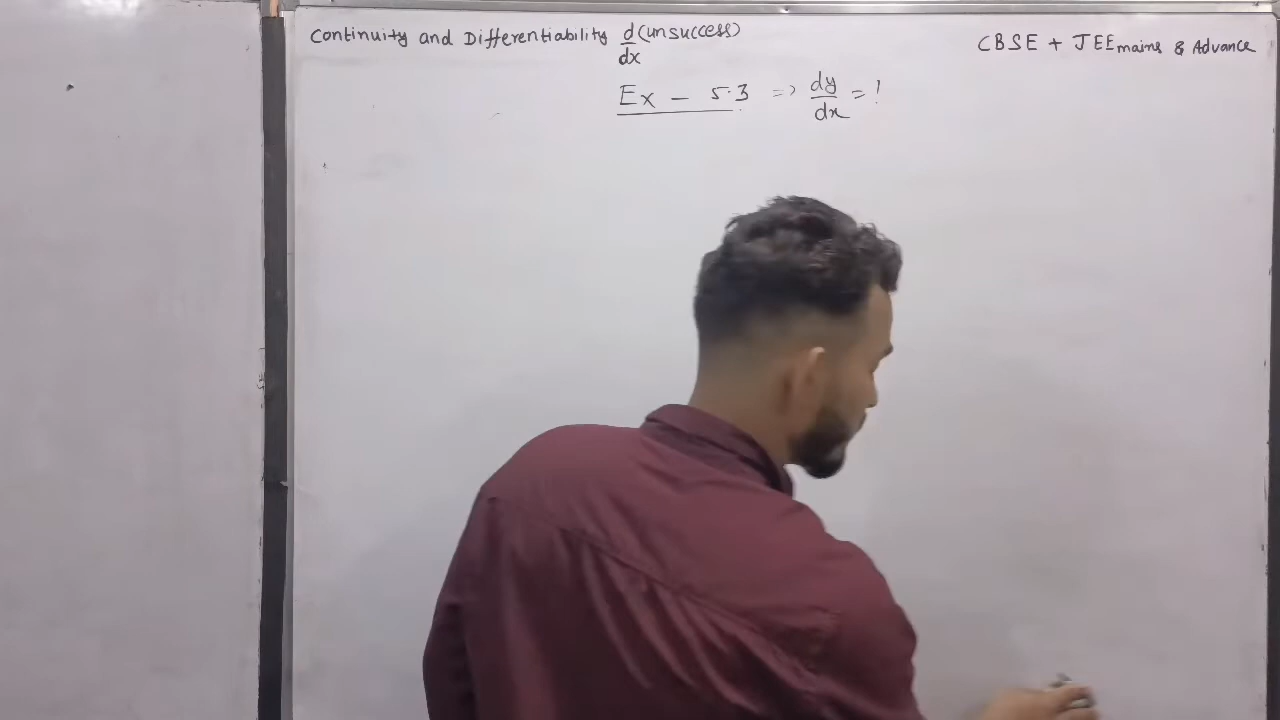 Continuity and Differentiability d/dx (unsuccess)
CBSE + JEE mains & Advance
Ex - 5.3 => dy/dx = !